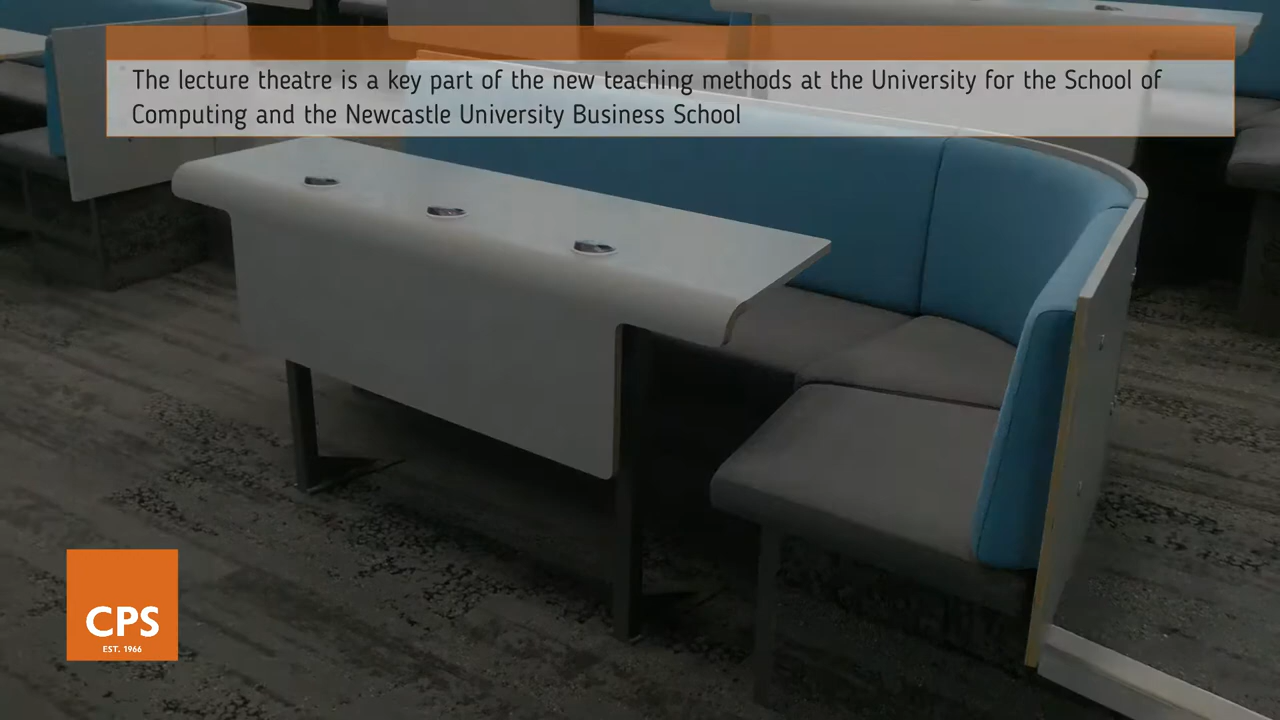 The lecture theatre is a key part of the new teaching methods at the University for the School of
Computing and the Newcastle University Business School
CPS
EST. 1966